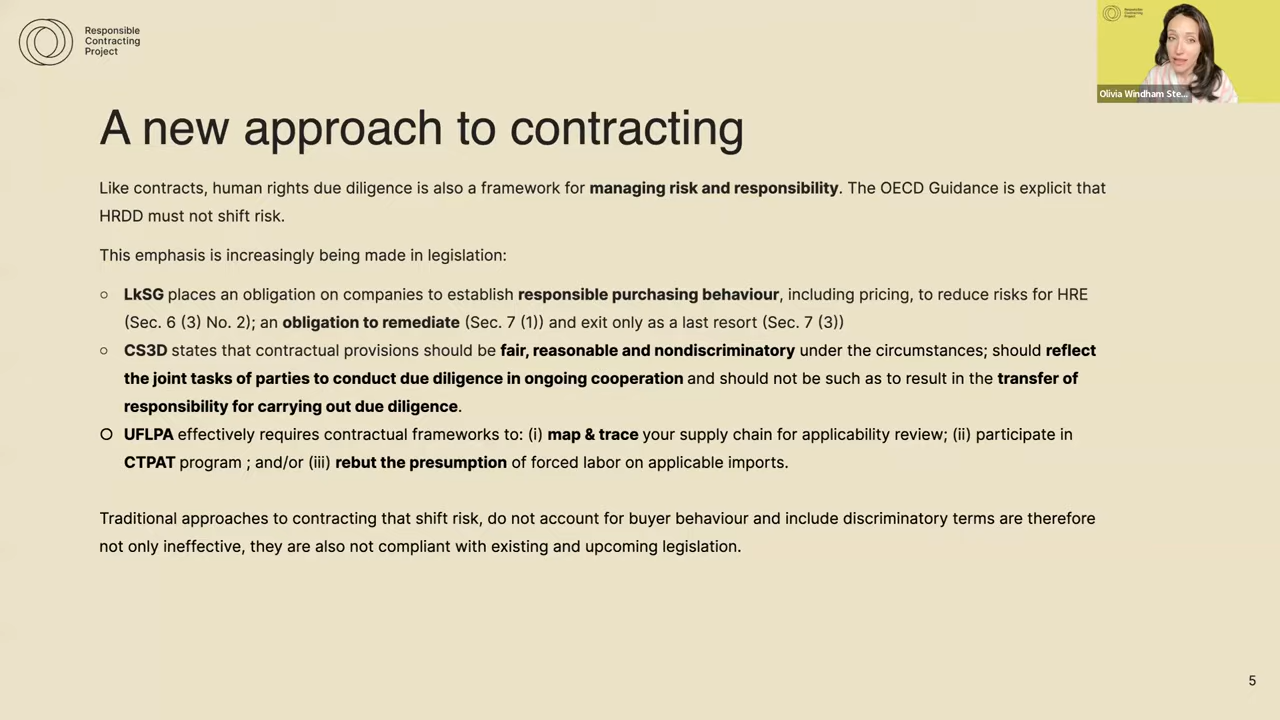 Responsible
Contracting
Project
Responsible
Contracting
Project
Olivia Windham Ste...
A new approach to contracting
Like contracts, human rights due diligence is also a framework for managing risk and responsibility. The OECD Guidance is explicit that
HRDD must not shift risk.
This emphasis is increasingly being made in legislation:
○ LkSG places an obligation on companies to establish responsible purchasing behaviour, including pricing, to reduce risks for HRE
(Sec. 6 (3) No. 2); an obligation to remediate (Sec. 7 (1)) and exit only as a last resort (Sec. 7 (3))
○ CS3D states that contractual provisions should be fair, reasonable and nondiscriminatory under the circumstances; should reflect
the joint tasks of parties to conduct due diligence in ongoing cooperation and should not be such as to result in the transfer of
responsibility for carrying out due diligence.
○ UFLPA effectively requires contractual frameworks to: (i) map & trace your supply chain for applicability review; (ii) participate in
CTPAT program ; and/or (iii) rebut the presumption of forced labor on applicable imports.
Traditional approaches to contracting that shift risk, do not account for buyer behaviour and include discriminatory terms are therefore
not only ineffective, they are also not compliant with existing and upcoming legislation.
5